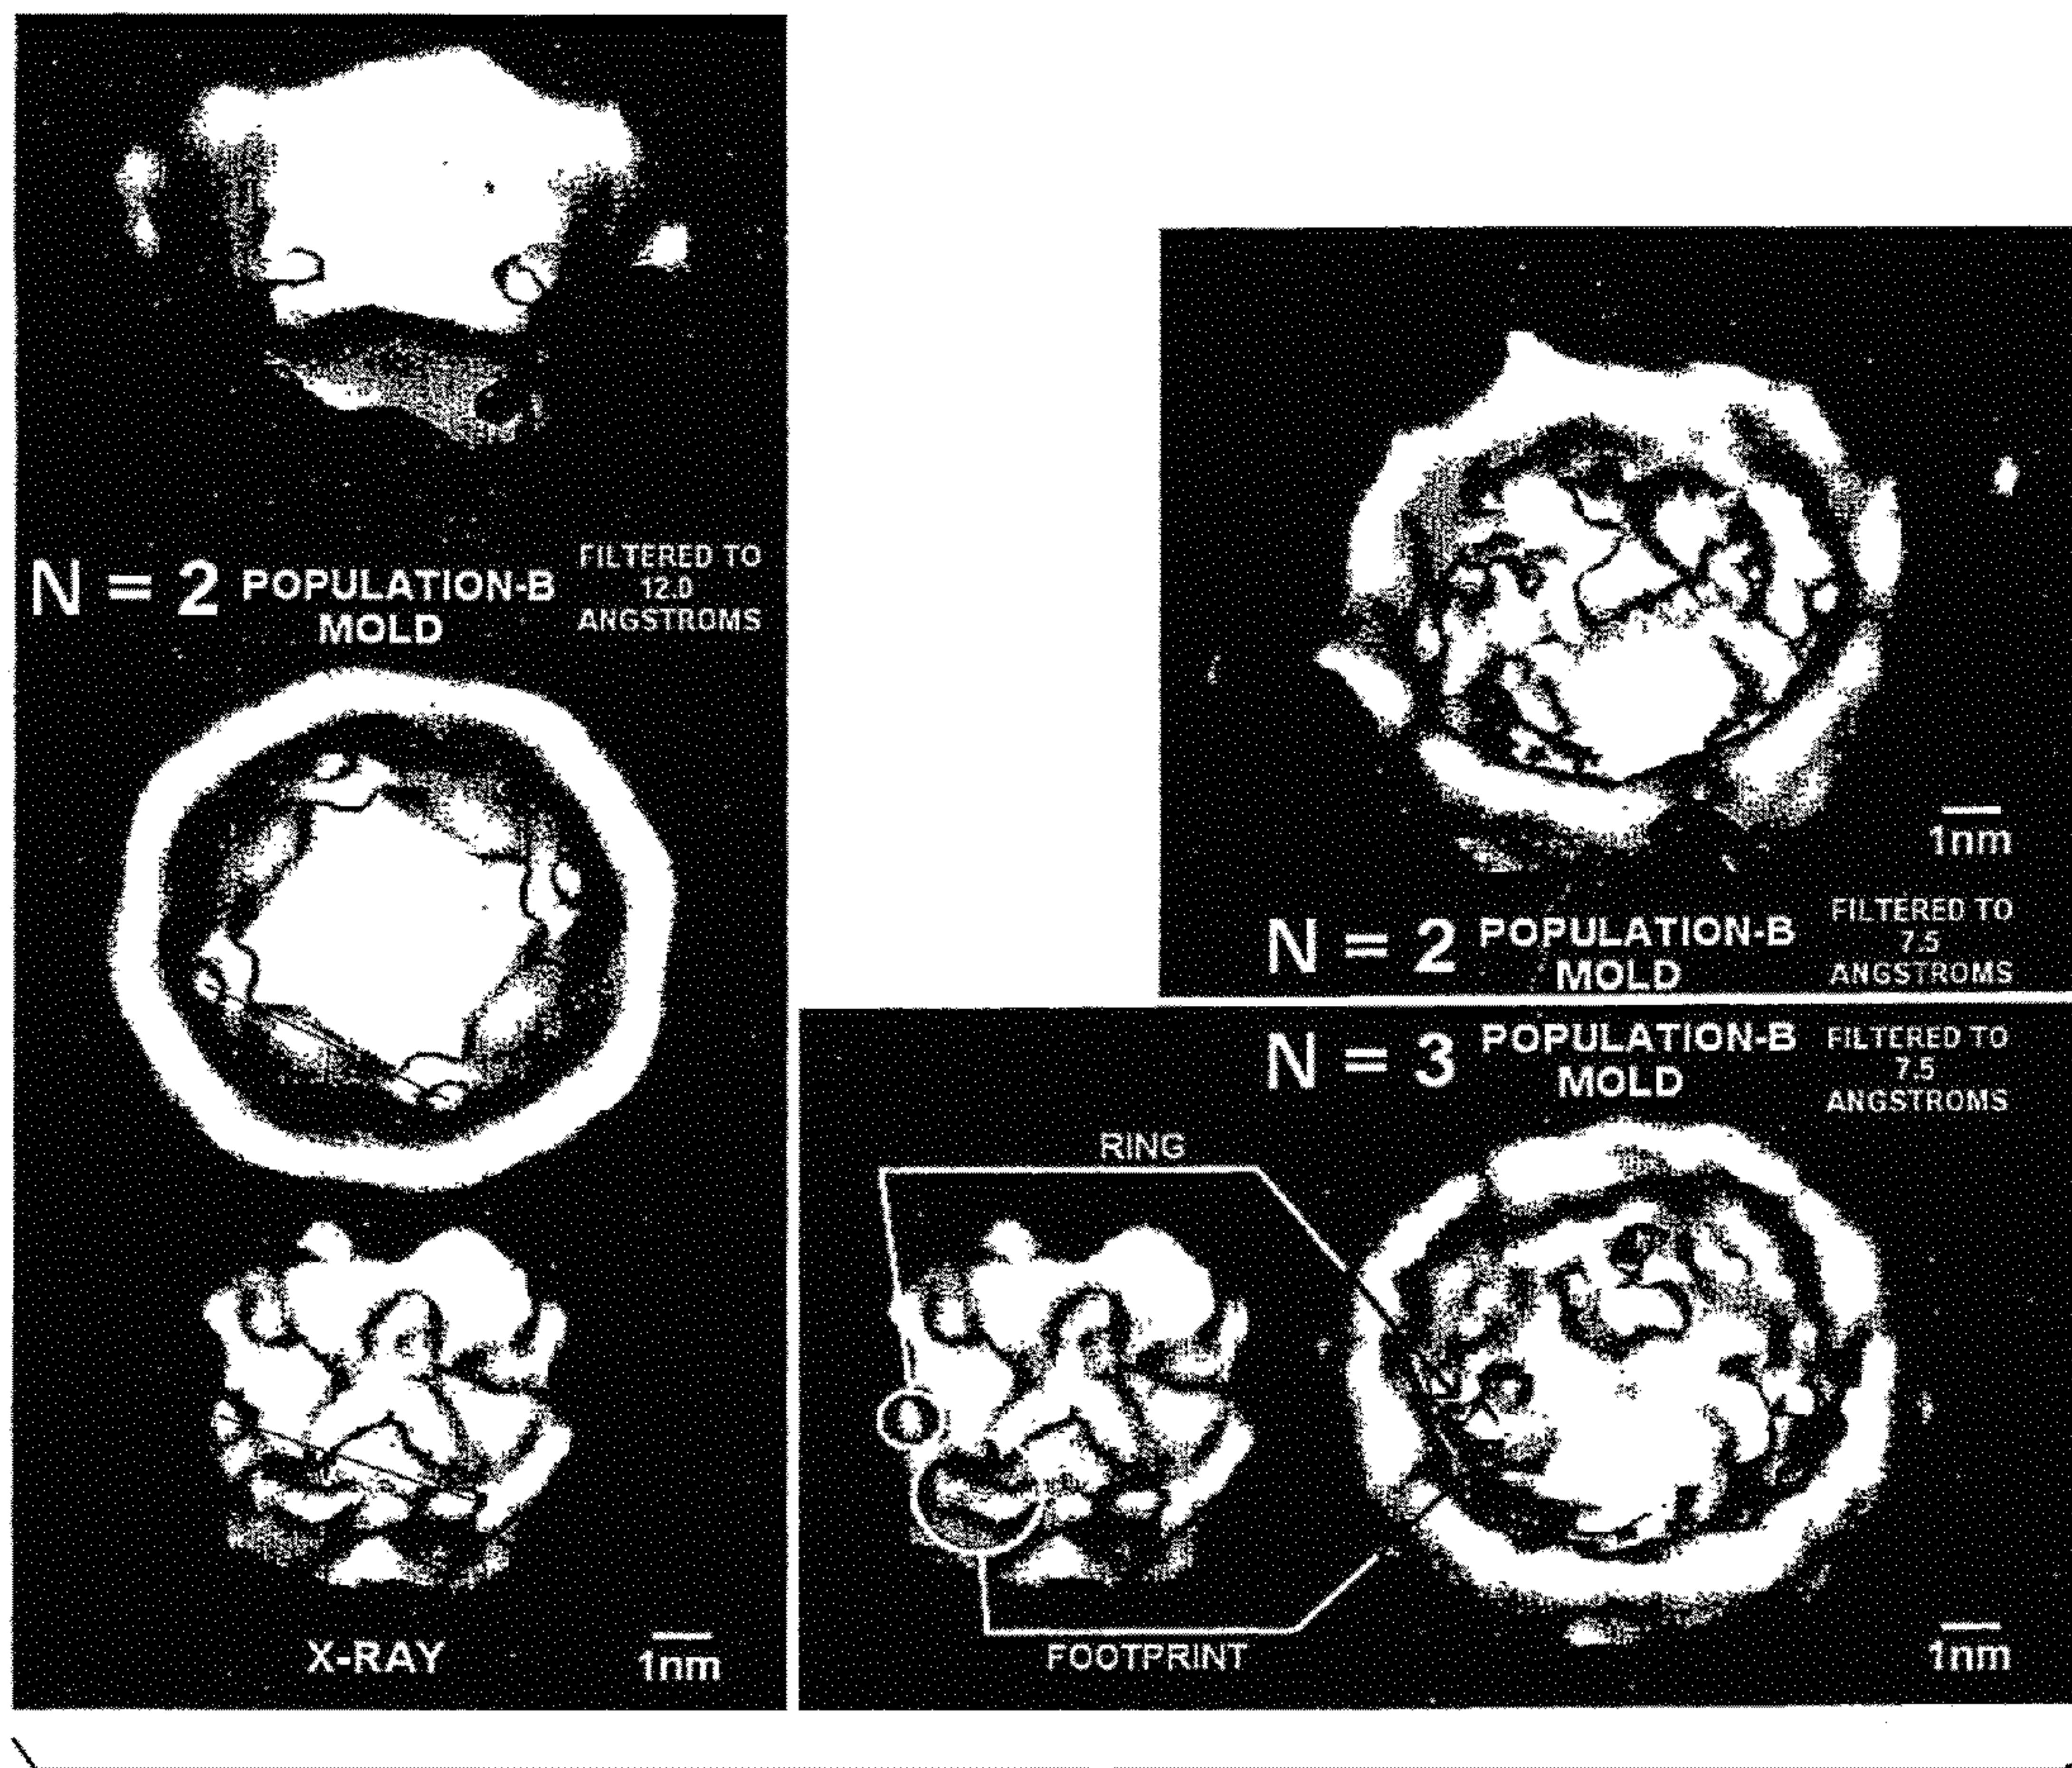 N = 2 POPULATION-B MOLD
FILTERED TO
12.0
ANGSTROMS
X-RAY
1nm
1nm
N = 2 POPULATION-B MOLD
FILTERED TO
7.5
ANGSTROMS
N = 3 POPULATION-B MOLD
FILTERED TO
7.5
ANGSTROMS
RING
FOOTPRINT
1nm